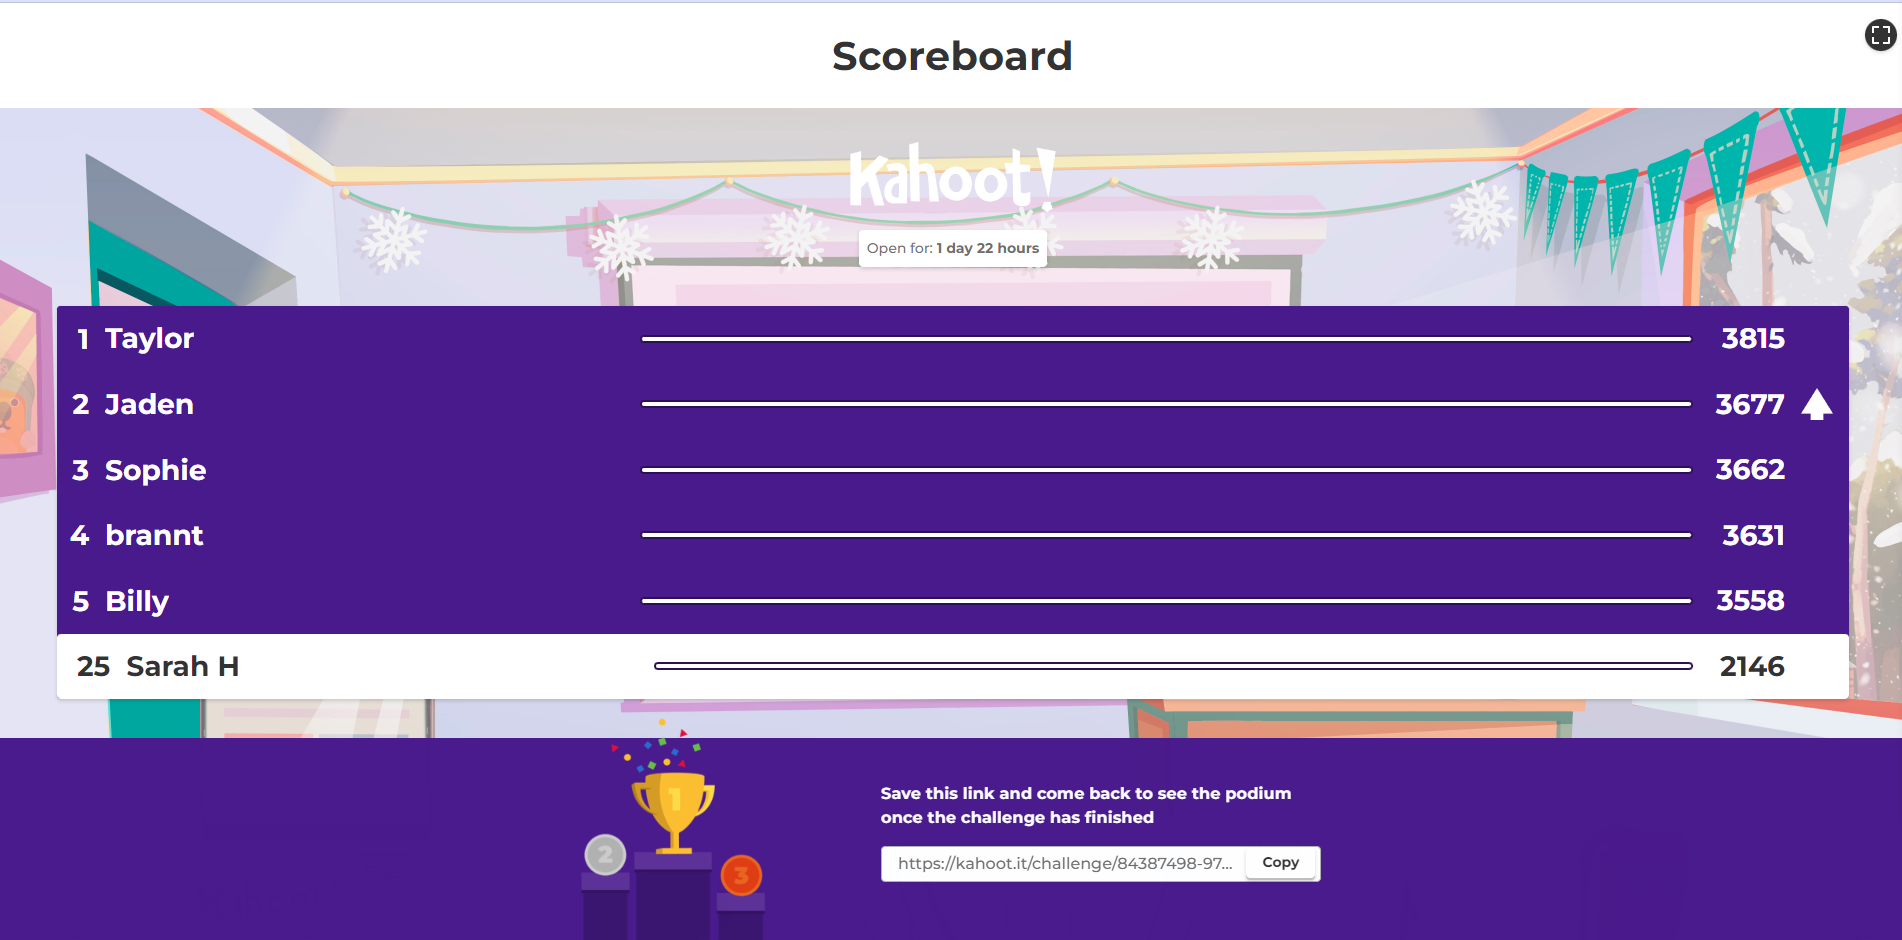 Scoreboard
Kahoot!
Open for: 1 day 22 hours
1 Taylor 3815
2 Jaden 3677
3 Sophie 3662
4 brannt 3631
5 Billy 3558
25 Sarah H 2146
1
2
3
Save this link and come back to see the podium
once the challenge has finished
https://kahoot.it/challenge/84387498-97... Copy